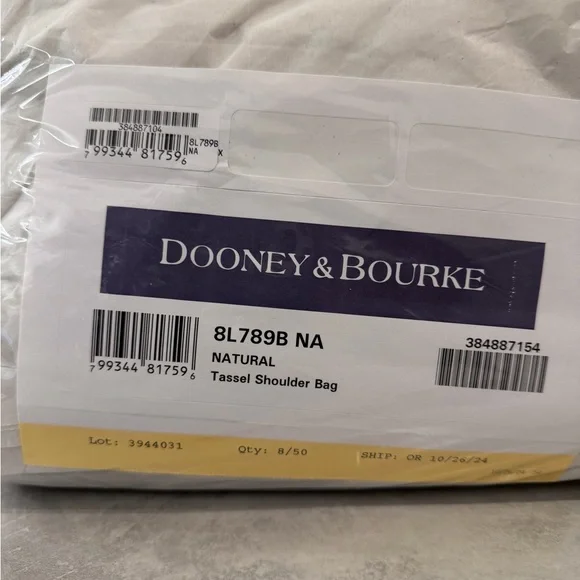 384887104
8L789B
NA X
7 99344 81759 6
DOONEY & BOURKE
8L789B NA
NATURAL
Tassel Shoulder Bag
7 99344 81759 6
384887154
Lot: 3944031 Qty: 8/50 SHIP: OR 10/26/24